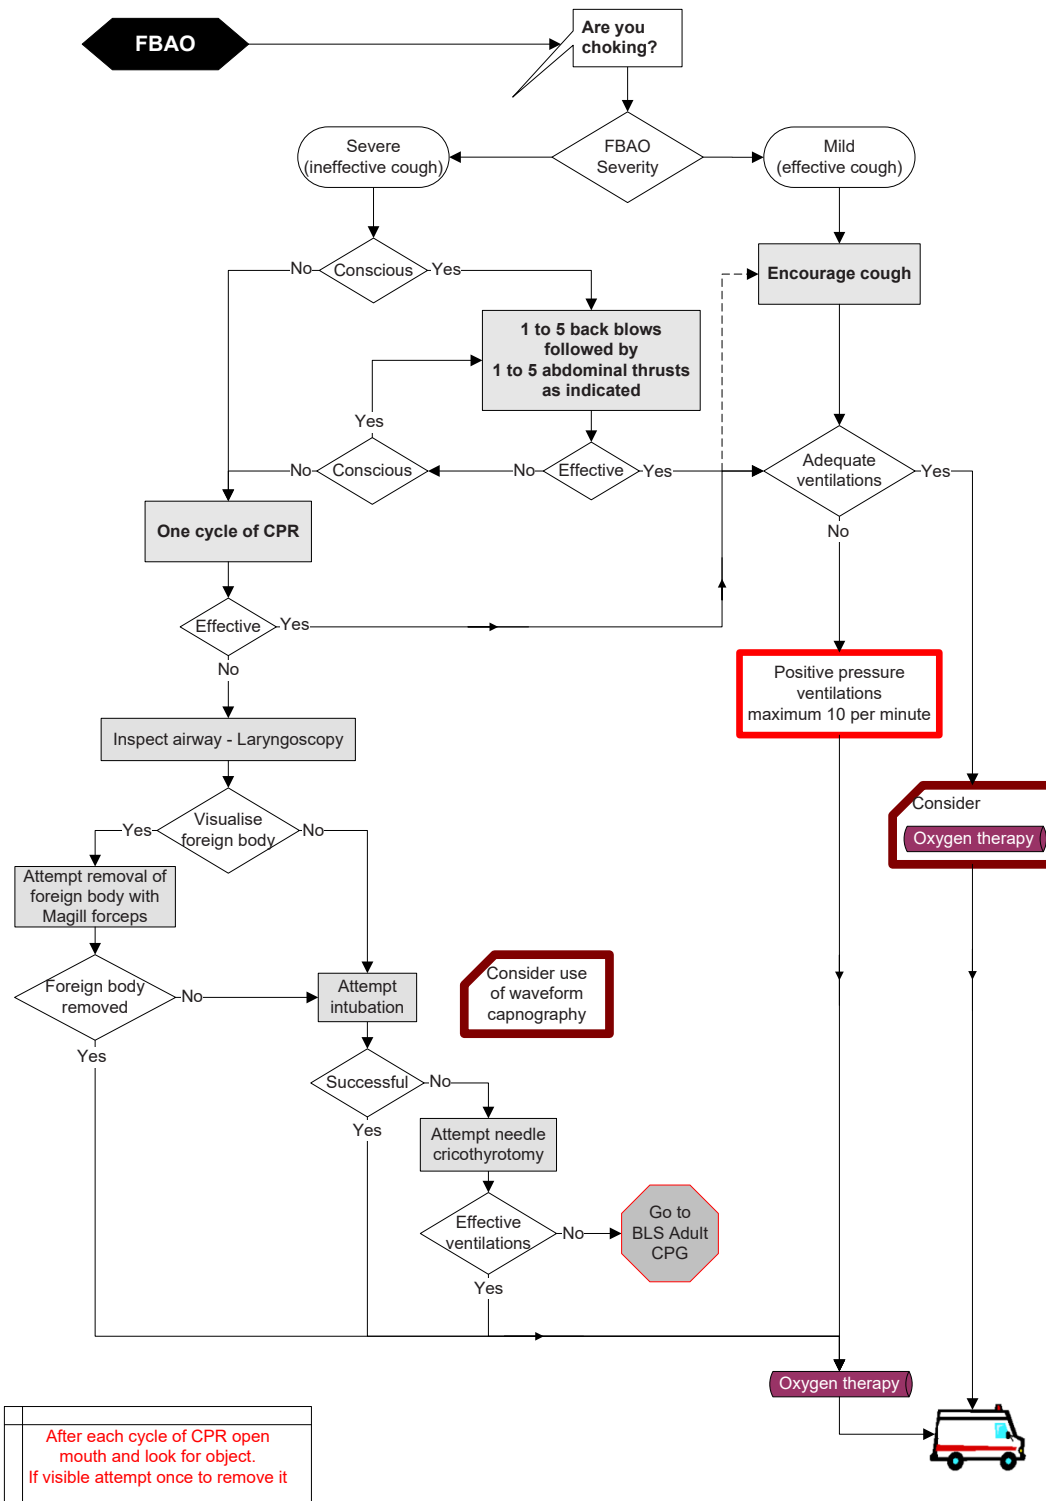 FBAO
Are you
choking?
Severe
(ineffective cough)
FBAO
Severity
Mild
(effective cough)
No
Conscious
Yes
Encourage cough
1 to 5 back blows
followed by
1 to 5 abdominal thrusts
as indicated
Yes
No
Conscious
No
Effective
Yes
Adequate
ventilations
Yes
No
One cycle of CPR
Effective
Yes
No
Positive pressure
ventilations
maximum 10 per minute
Inspect airway - Laryngoscopy
Consider
Oxygen therapy
Yes
Visualise
foreign body
No
Attempt removal of
foreign body with
Magill forceps
Foreign body
removed
No
Yes
Attempt
intubation
Consider use
of waveform
capnography
Successful
No
Yes
Attempt needle
cricothyrotomy
Effective
ventilations
No
Yes
Go to
BLS Adult
CPG
Oxygen therapy
After each cycle of CPR open
mouth and look for object.
If visible attempt once to remove it